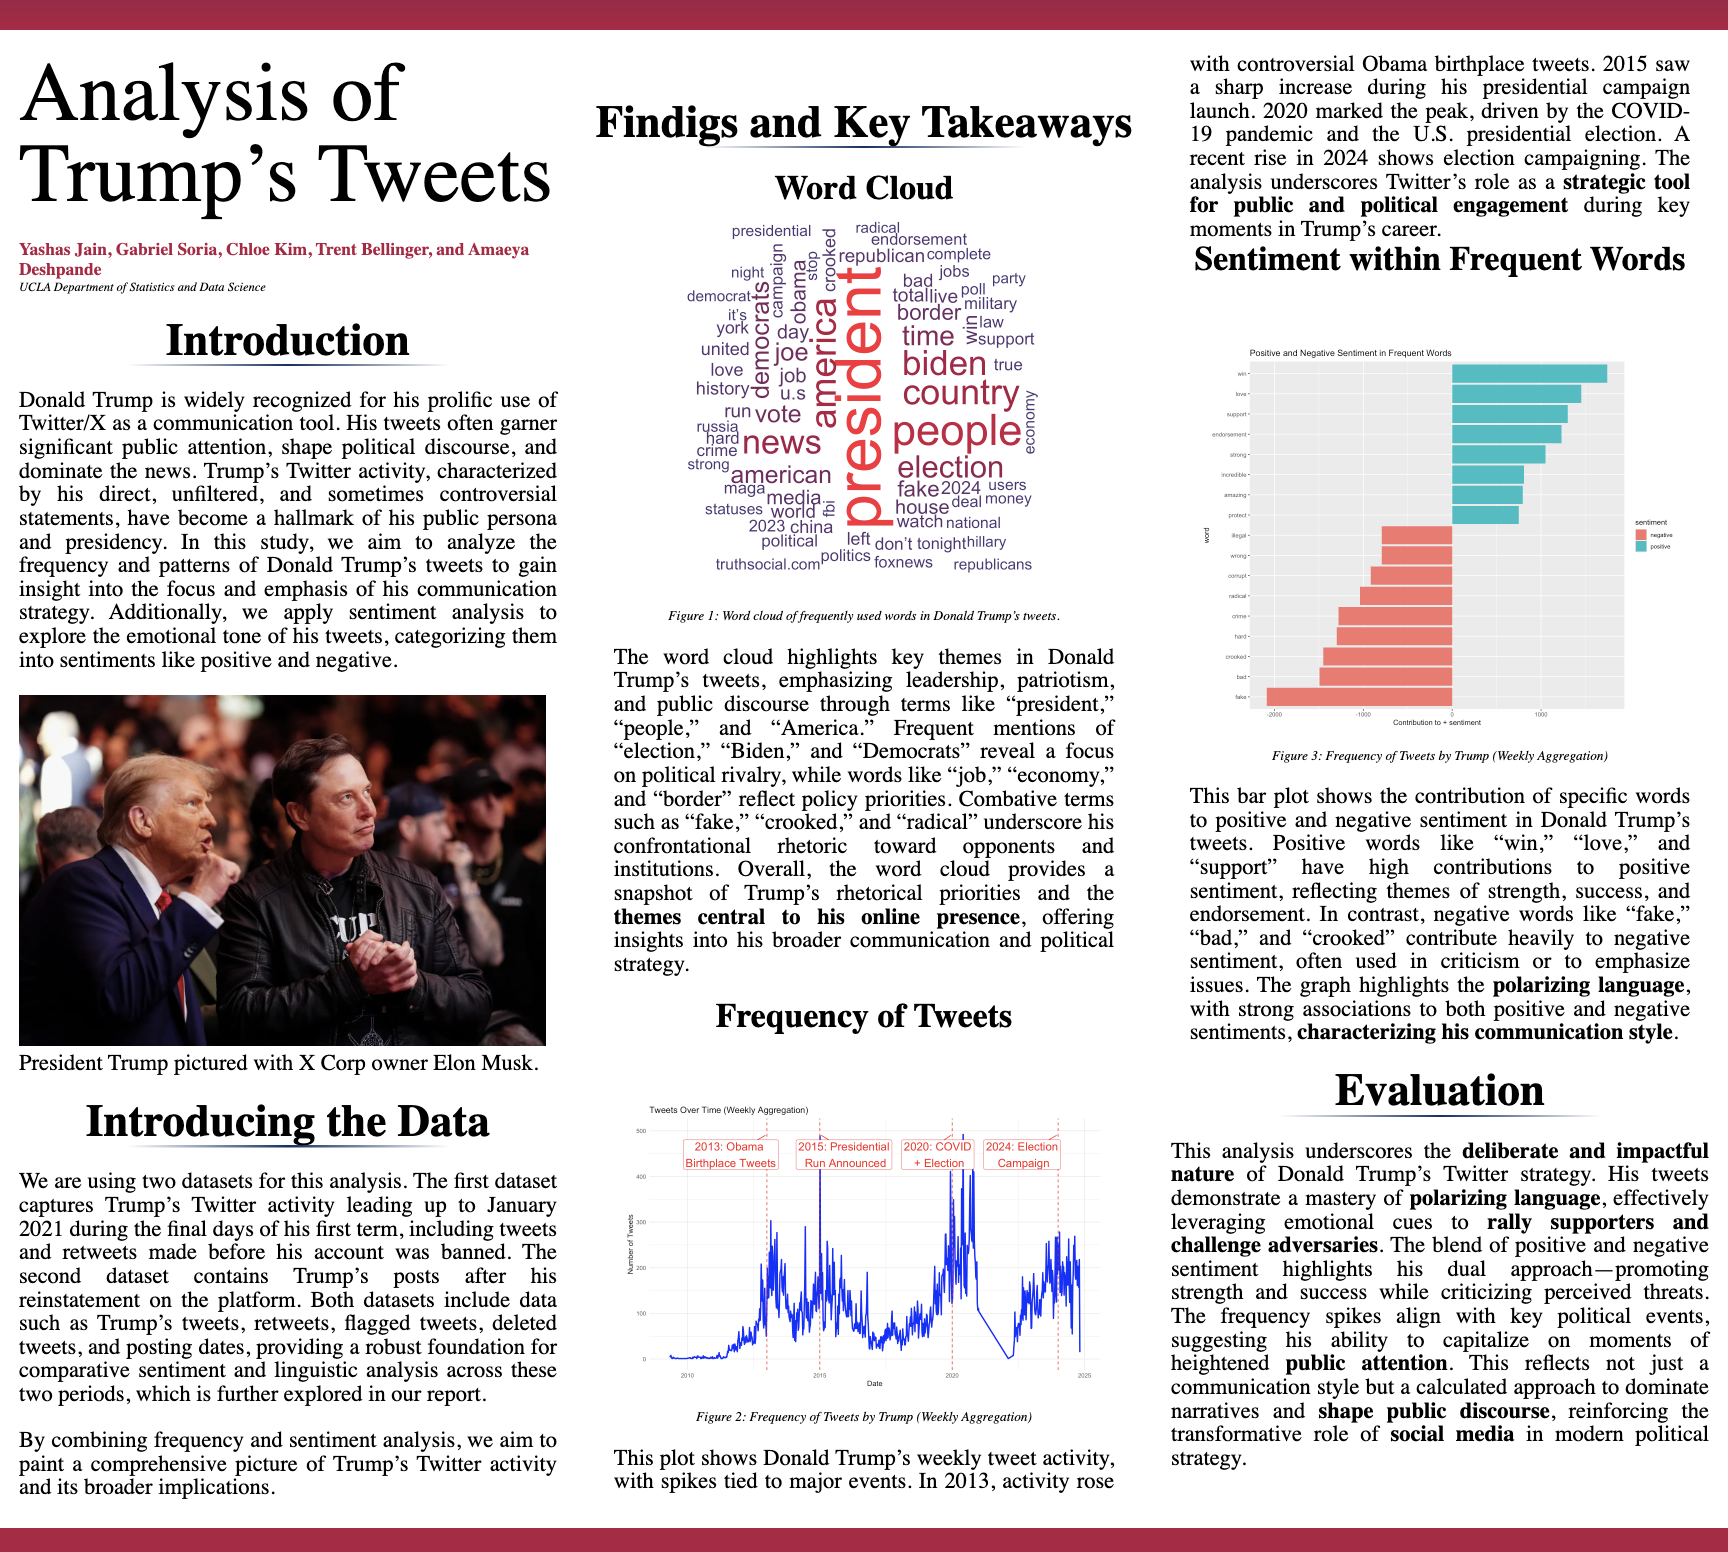 Analysis of
Trump’s Tweets
Yashas Jain, Gabriel Soria, Chloe Kim, Trent Bellinger, and Amaeya
Deshpande
UCLA Department of Statistics and Data Science
Introduction
Donald Trump is widely recognized for his prolific use of
Twitter/X as a communication tool. His tweets often garner
significant public attention, shape political discourse, and
dominate the news. Trump’s Twitter activity, characterized
by his direct, unfiltered, and sometimes controversial
statements, have become a hallmark of his public persona
and presidency. In this study, we aim to analyze the
frequency and patterns of Donald Trump’s tweets to gain
insight into the focus and emphasis of his communication
strategy. Additionally, we apply sentiment analysis to
explore the emotional tone of his tweets, categorizing them
into sentiments like positive and negative.
President Trump pictured with X Corp owner Elon Musk.
Introducing the Data
We are using two datasets for this analysis. The first dataset
captures Trump’s Twitter activity leading up to January
2021 during the final days of his first term, including tweets
and retweets made before his account was banned. The
second dataset contains Trump’s posts after his
reinstatement on the platform. Both datasets include data
such as Trump’s tweets, retweets, flagged tweets, deleted
tweets, and posting dates, providing a robust foundation for
comparative sentiment and linguistic analysis across these
two periods, which is further explored in our report.
By combining frequency and sentiment analysis, we aim to
paint a comprehensive picture of Trump’s Twitter activity
and its broader implications.
Findigs and Key Takeaways
Word Cloud
presidential
radical
endorsement
campaign
stop
crooked
republican
complete
night
obama
bad
jobs
party
democrat
democrats
total
live
poll
military
it’s
america
president
border
win
law
york
day
time
support
united
joe
biden
true
love
job
history
u.s
country
economy
run
vote
russia
hard
news
people
crime
strong
american
election
maga
media
fake
2024
users
statuses
world
fbi
house
deal
money
2023
china
watch
national
political
left
don’t
tonight
hillary
truthsocial.com
politics
foxnews
republicans
Figure 1: Word cloud of frequently used words in Donald Trump’s tweets.
The word cloud highlights key themes in Donald
Trump’s tweets, emphasizing leadership, patriotism,
and public discourse through terms like “president,”
“people,” and “America.” Frequent mentions of
“election,” “Biden,” and “Democrats” reveal a focus
on political rivalry, while words like “job,” “economy,”
and “border” reflect policy priorities. Combative terms
such as “fake,” “crooked,” and “radical” underscore his
confrontational rhetoric toward opponents and
institutions. Overall, the word cloud provides a
snapshot of Trump’s rhetorical priorities and the
themes central to his online presence, offering
insights into his broader communication and political
strategy.
Frequency of Tweets
Tweets Over Time (Weekly Aggregation)
500
400
300
200
100
0
Number of Tweets
2013: Obama
Birthplace Tweets
2015: Presidential
Run Announced
2020: COVID
+ Election
2024: Election
Campaign
2010
2015
2020
2025
Date
Figure 2: Frequency of Tweets by Trump (Weekly Aggregation)
This plot shows Donald Trump’s weekly tweet activity,
with spikes tied to major events. In 2013, activity rose
with controversial Obama birthplace tweets. 2015 saw
a sharp increase during his presidential campaign
launch. 2020 marked the peak, driven by the COVID-
19 pandemic and the U.S. presidential election. A
recent rise in 2024 shows election campaigning. The
analysis underscores Twitter’s role as a strategic tool
for public and political engagement during key
moments in Trump’s career.
Sentiment within Frequent Words
Positive and Negative Sentiment in Frequent Words
word
win
love
support
endorsement
strong
incredible
amazing
protect
illegal
wrong
corrupt
radical
crime
hard
crooked
bad
fake
-2000
-1000
0
1000
Contribution to + sentiment
sentiment
negative
positive
Figure 3: Frequency of Tweets by Trump (Weekly Aggregation)
This bar plot shows the contribution of specific words
to positive and negative sentiment in Donald Trump’s
tweets. Positive words like “win,” “love,” and
“support” have high contributions to positive
sentiment, reflecting themes of strength, success, and
endorsement. In contrast, negative words like “fake,”
“bad,” and “crooked” contribute heavily to negative
sentiment, often used in criticism or to emphasize
issues. The graph highlights the polarizing language,
with strong associations to both positive and negative
sentiments, characterizing his communication style.
Evaluation
This analysis underscores the deliberate and impactful
nature of Donald Trump’s Twitter strategy. His tweets
demonstrate a mastery of polarizing language, effectively
leveraging emotional cues to rally supporters and
challenge adversaries. The blend of positive and negative
sentiment highlights his dual approach—promoting
strength and success while criticizing perceived threats.
The frequency spikes align with key political events,
suggesting his ability to capitalize on moments of
heightened public attention. This reflects not just a
communication style but a calculated approach to dominate
narratives and shape public discourse, reinforcing the
transformative role of social media in modern political
strategy.